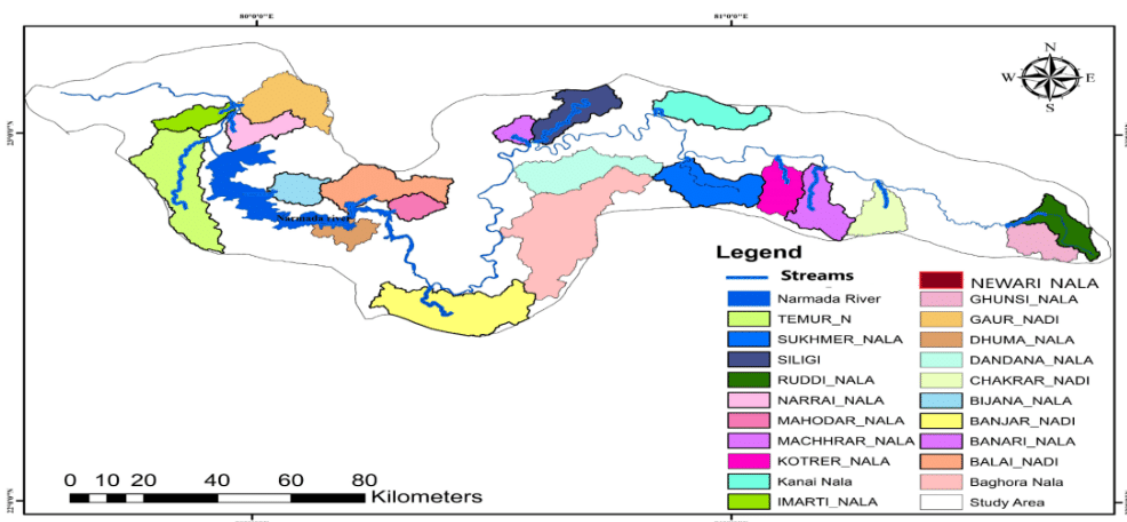 80°0'0"E
81°0'0"E
N
W E
S
Narmada river
Legend
Streams
Narmada River
TEMUR_N
SUKHMER_NALA
SILIGI
RUDDI_NALA
NARRAI_NALA
MAHODAR_NALA
MACHHRAR_NALA
KOTRER_NALA
Kanai Nala
IMARTI_NALA
NEWARI_NALA
GHUNSI_NALA
GAUR_NADI
DHUMA_NALA
DANDANA_NALA
CHAKRAR_NADI
BIJANA_NALA
BANJAR_NADI
BANARI_NALA
BALAI_NADI
Baghora Nala
Study Area
0 10 20 40 60 80
Kilometers